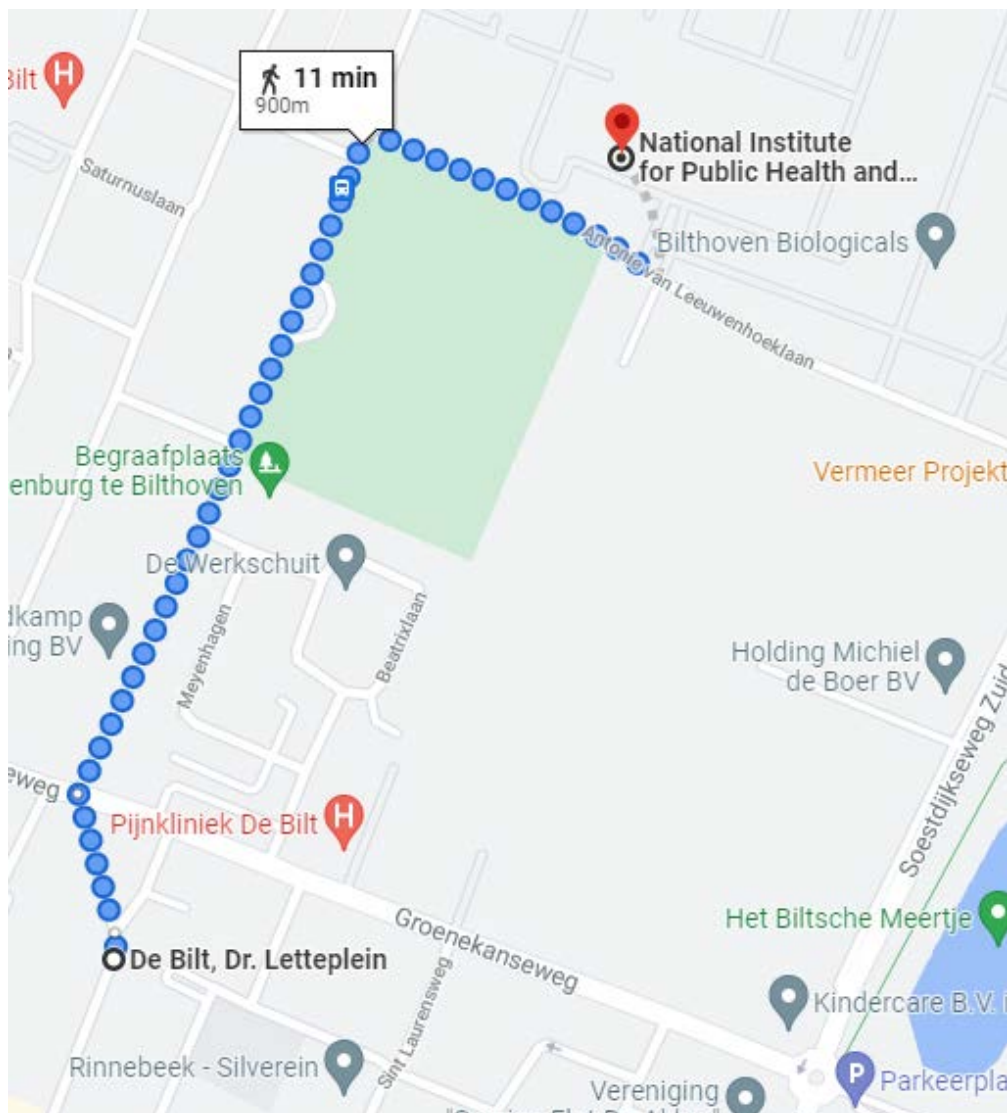 Bilt
11 min
900m
Saturnuslaan
National Institute
for Public Health and...
Bilthoven Biologicals
Antonie van Leeuwenhoeklaan
Begraafplaats
enburg te Bilthoven
Vermeer Projekt
De Werkschuit
dkamp
ing BV
Meyenhagen
Beatrixlaan
Holding Michiel
de Boer BV
Soestdijkseweg Zuid
eweg
Pijnkliniek De Bilt
Groenekanseweg
Het Biltsche Meertje
De Bilt, Dr. Letteplein
Sint Laurensweg
Kindercare B.V. i
Rinnebeek - Silverein
Parkeerpla
Vereniging